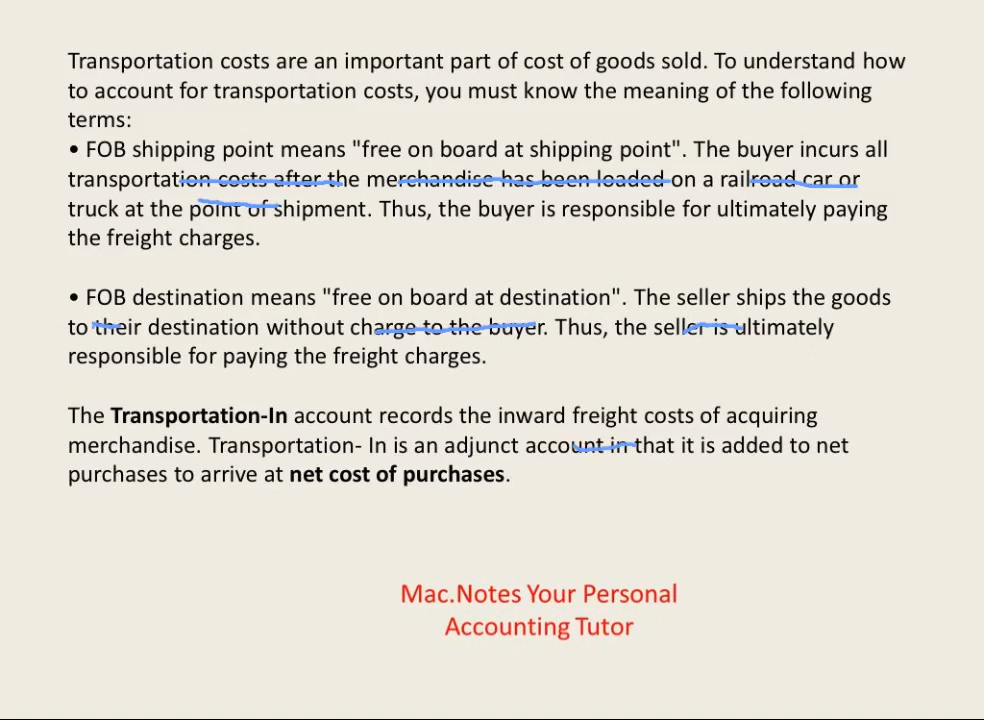 Transportation costs are an important part of cost of goods sold. To understand how
to account for transportation costs, you must know the meaning of the following
terms:
• FOB shipping point means "free on board at shipping point". The buyer incurs all
transportation costs after the merchandise has been loaded on a railroad car or
truck at the point of shipment. Thus, the buyer is responsible for ultimately paying
the freight charges.
• FOB destination means "free on board at destination". The seller ships the goods
to their destination without charge to the buyer. Thus, the seller is ultimately
responsible for paying the freight charges.
The Transportation-In account records the inward freight costs of acquiring
merchandise. Transportation- In is an adjunct account in that it is added to net
purchases to arrive at net cost of purchases.
Mac.Notes Your Personal
Accounting Tutor